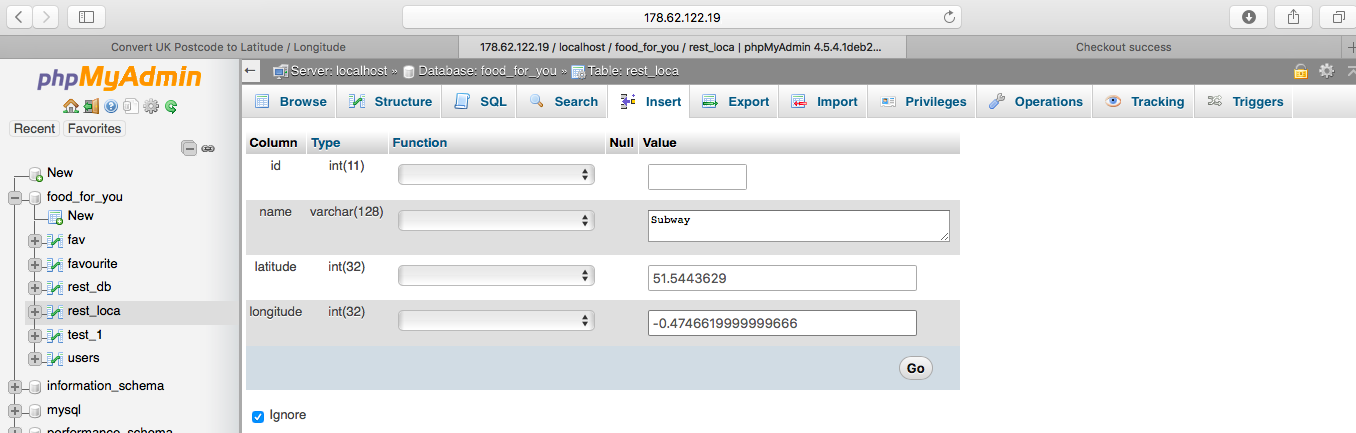 178.62.122.19
Convert UK Postcode to Latitude / Longitude
178.62.122.19 / localhost / food_for_you / rest_loca | phpMyAdmin 4.5.4.1deb2...
Checkout success
phpMyAdmin
Server: localhost » Database: food_for_you » Table: rest_loca
Browse Structure SQL Search Insert Export Import Privileges Operations Tracking Triggers
Recent Favorites
New
food_for_you
New
fav
favourite
rest_db
rest_loca
test_1
users
information_schema
mysql
performance_schema
Column Type Function Null Value
id int(11)
name varchar(128) Subway
latitude int(32) 51.5443629
longitude int(32) -0.4746619999999666
Go
Ignore